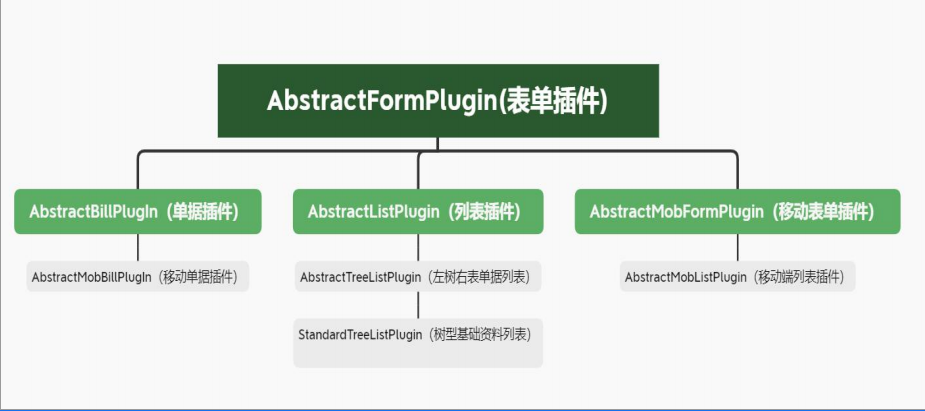 AbstractFormPlugin(表单插件)
AbstractBillPlugIn（单据插件)
AbstractListPlugin（列表插件）
AbstractMobFormPlugin（移动表单插件）
AbstractMobBillPlugIn（移动单据插件）
AbstractTreeListPlugin（左树右表单据列表）
AbstractMobListPlugin（移动端列表插件）
StandardTreeListPlugin（树型基础资料列表）